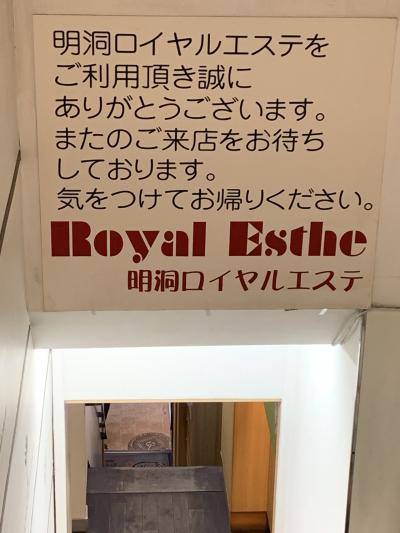 明洞ロイヤルエステを
ご利用頂き誠に
ありがとうございます。
またのご来店をお待ち
しております。
気をつけてお帰りください。
Royal Esthe
明洞ロイヤルエステ